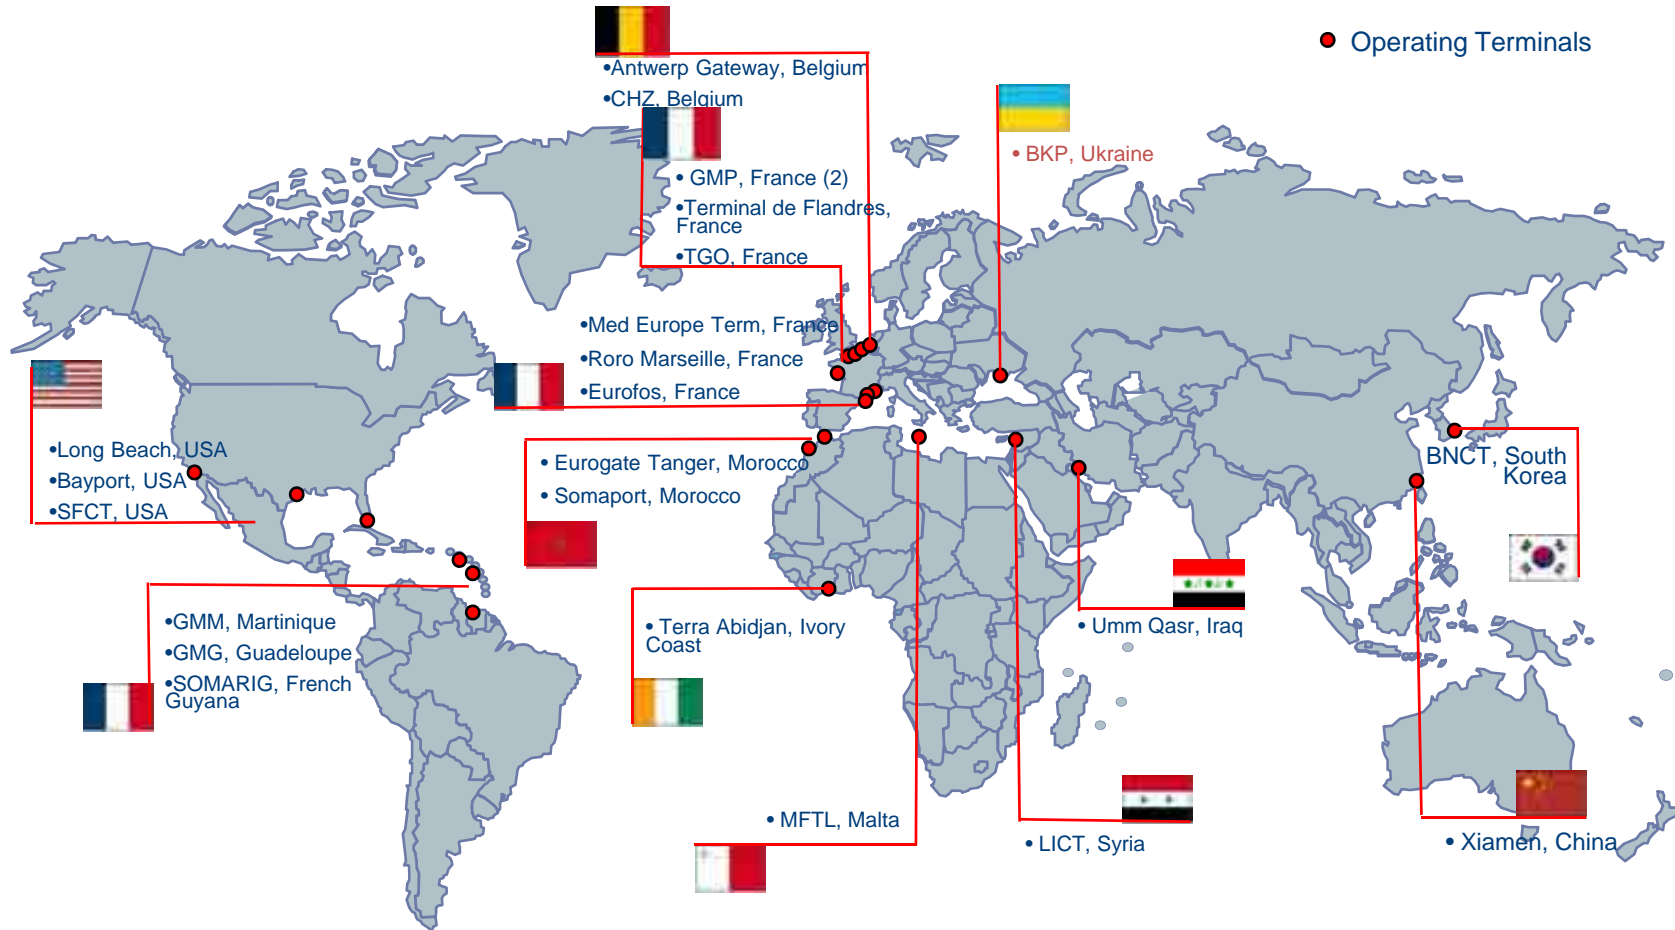 Operating Terminals
•Antwerp Gateway, Belgium
•CHZ, Belgium
• GMP, France (2)
•Terminal de Flandres,
France
•TGO, France
• BKP, Ukraine
•Med Europe Term, France
•Roro Marseille, France
•Eurofos, France
•Long Beach, USA
•Bayport, USA
•SFCT, USA
• Eurogate Tanger, Morocco
• Somaport, Morocco
BNCT, South
Korea
•GMM, Martinique
•GMG, Guadeloupe
•SOMARIG, French
Guyana
• Terra Abidjan, Ivory
Coast
• Umm Qasr, Iraq
• MFTL, Malta
• LICT, Syria
• Xiamen, China